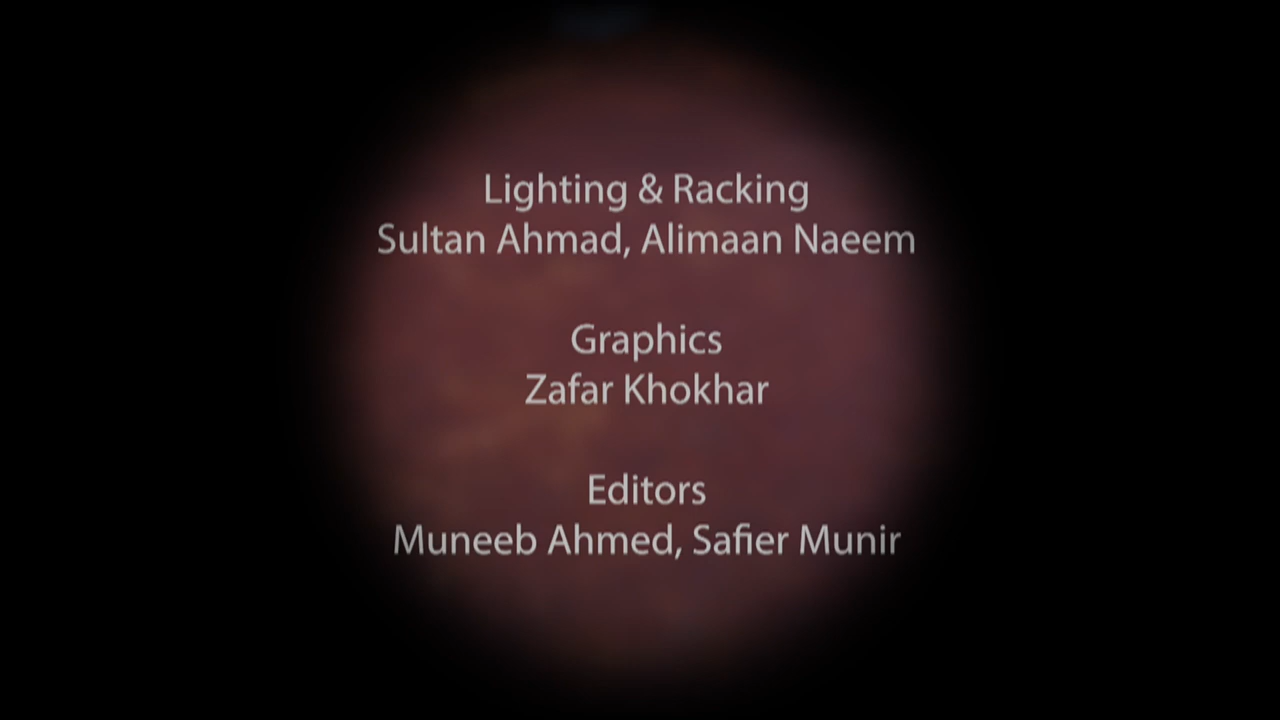 Lighting & Racking
Sultan Ahmad, Alimaan Naeem
Graphics
Zafar Khokhar
Editors
Muneeb Ahmed, Safier Munir